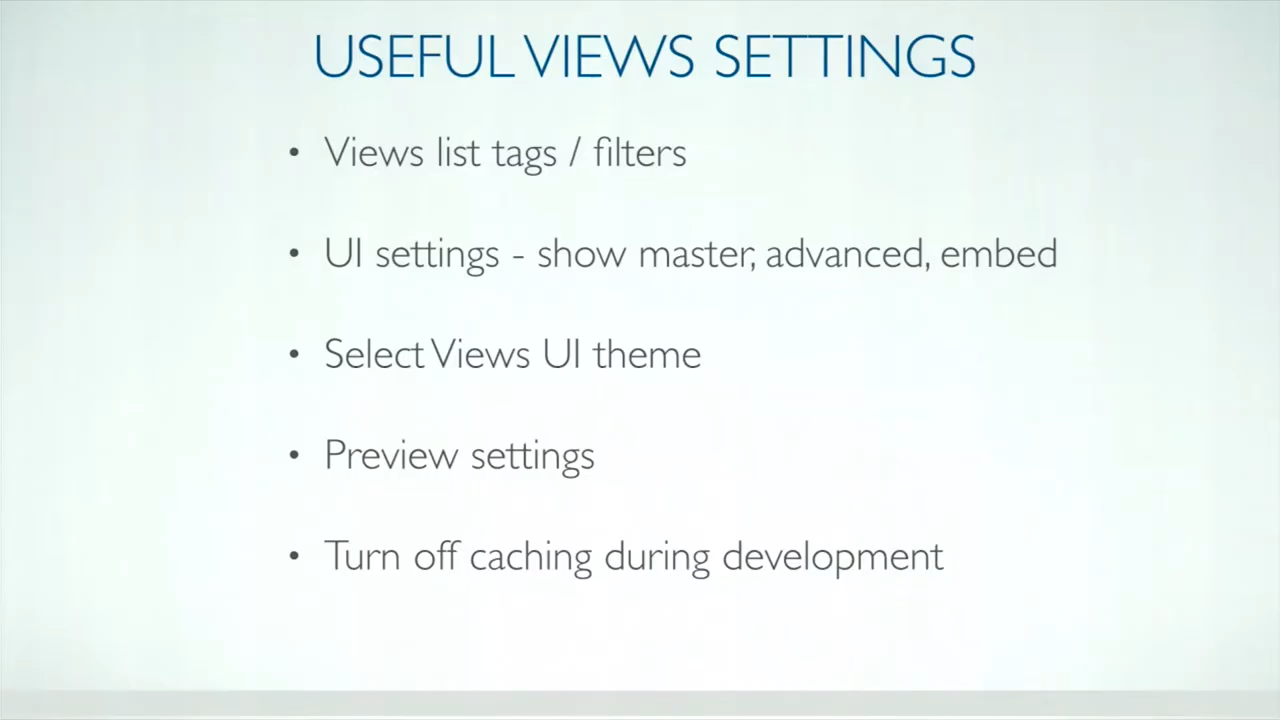 USEFUL VIEWS SETTINGS
• Views list tags / filters
• UI settings - show master, advanced, embed
• Select Views UI theme
• Preview settings
• Turn off caching during development